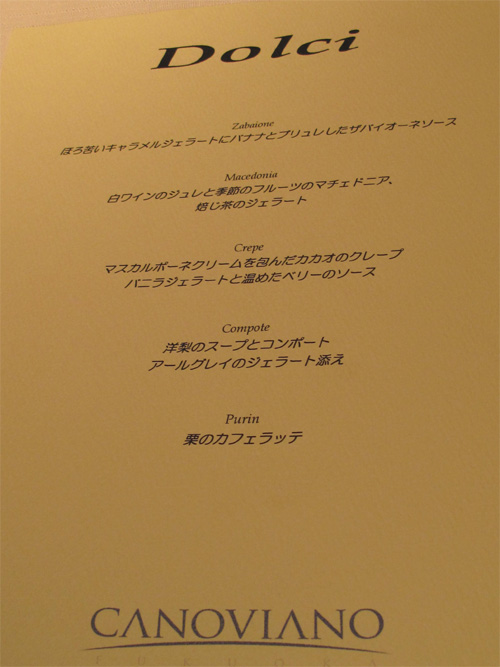 Dolci
Zabaione
ほろ苦いキャラメルジェラートにバナナとブリュレしたザバイオーネソース
Macedonia
白ワインのジュレと季節のフルーツのマチェドニア、
焙じ茶のジェラート
Crepe
マスカルポーネクリームを包んだカカオのクレープ
バニラジェラートと温めたベリーのソース
Compote
洋梨のスープとコンポート
アールグレイのジェラート添え
Purin
栗のカフェラッテ
CANOVIANO
FUKUOKA